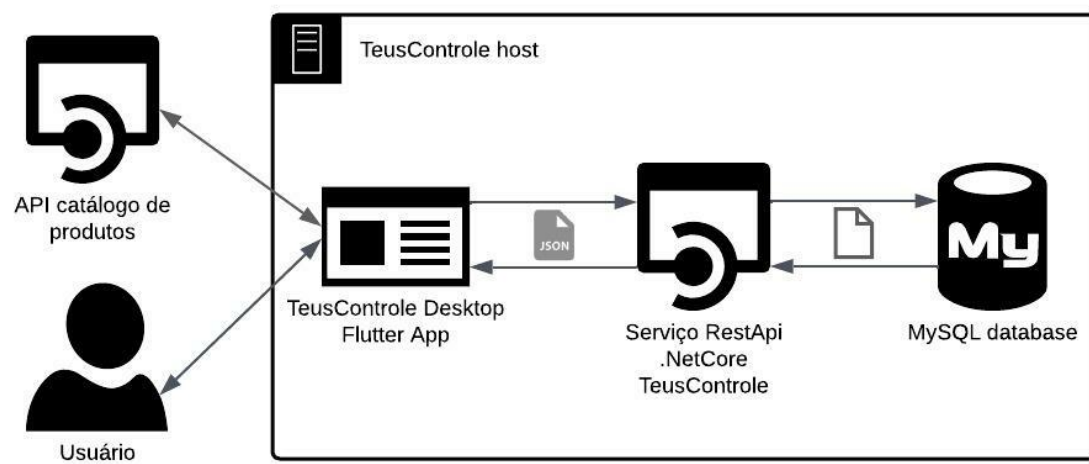 TeusControle host
API catálogo de
produtos
JSON
My
TeusControle Desktop
Flutter App
Serviço RestApi
.NetCore
TeusControle
MySQL database
Usuário